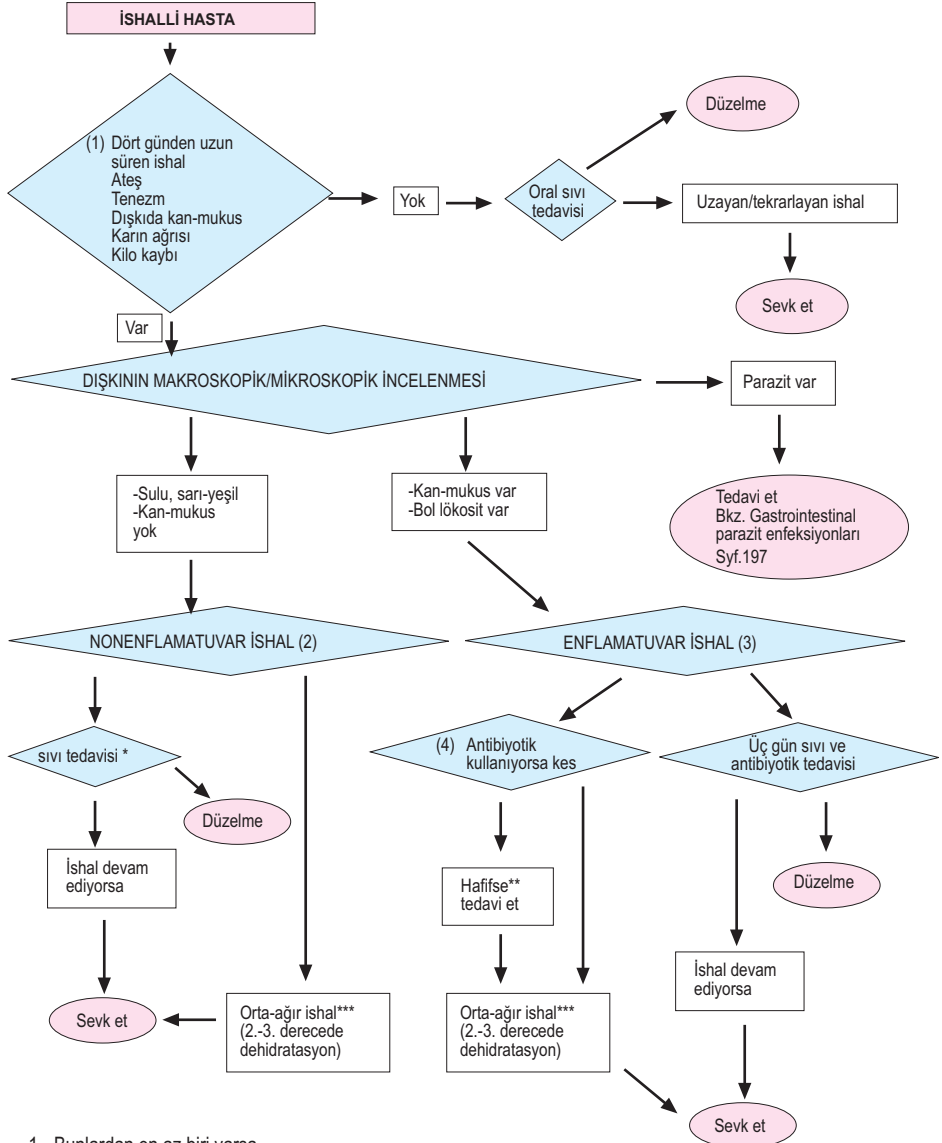 İSHALLİ HASTA
(1) Dört günden uzun
süren ishal
Ateş
Tenezm
Dışkıda kan-mukus
Karın ağrısı
Kilo kaybı
Yok
Oral sıvı
tedavisi
Düzelme
Uzayan/tekrarlayan ishal
Sevk et
Var
DIŞKININ MAKROSKOPİK/MİKROSKOPİK İNCELENMESİ
Parazit var
Tedavi et
Bkz. Gastrointestinal
parazit enfeksiyonları
Syf.197
-Sulu, sarı-yeşil
-Kan-mukus
yok
-Kan-mukus var
-Bol lökosit var
NONENFLAMATUVAR İSHAL (2)
ENFLAMATUVAR İSHAL (3)
sıvı tedavisi *
Düzelme
İshal devam
ediyorsa
Sevk et
Orta-ağır ishal***
(2.-3. derecede
dehidratasyon)
(4) Antibiyotik
kullanıyorsa kes
Hafifse**
tedavi et
Orta-ağır ishal***
(2.-3. derecede
dehidratasyon)
Üç gün sıvı ve
antibiyotik tedavisi
Düzelme
İshal devam
ediyorsa
Sevk et